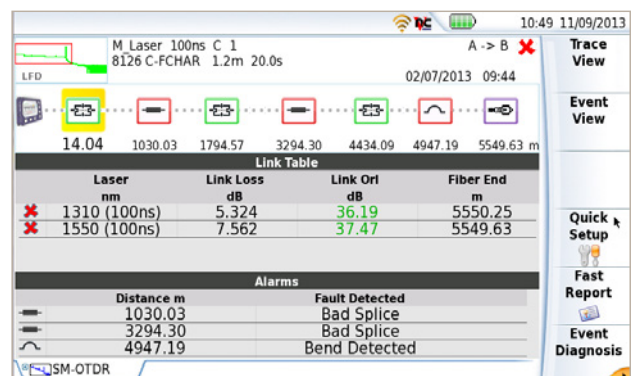 10:49 11/09/2013
M_Laser 100ns C 1
A -> B
8126 C-FCHAR 1.2m 20.0s
02/07/2013 09:44
LFD
14.04 1030.03 1794.57 3294.30 4434.09 4947.19 5549.63 m
Link Table
Laser Link Loss Link Orl Fiber End
nm dB dB m
1310 (100ns) 5.324 36.19 5550.25
1550 (100ns) 7.562 37.47 5549.63
Alarms
Distance m Fault Detected
1030.03 Bad Splice
3294.30 Bad Splice
4947.19 Bend Detected
SM-OTDR
Trace
View
Event
View
Quick
Setup
Fast
Report
Event
Diagnosis